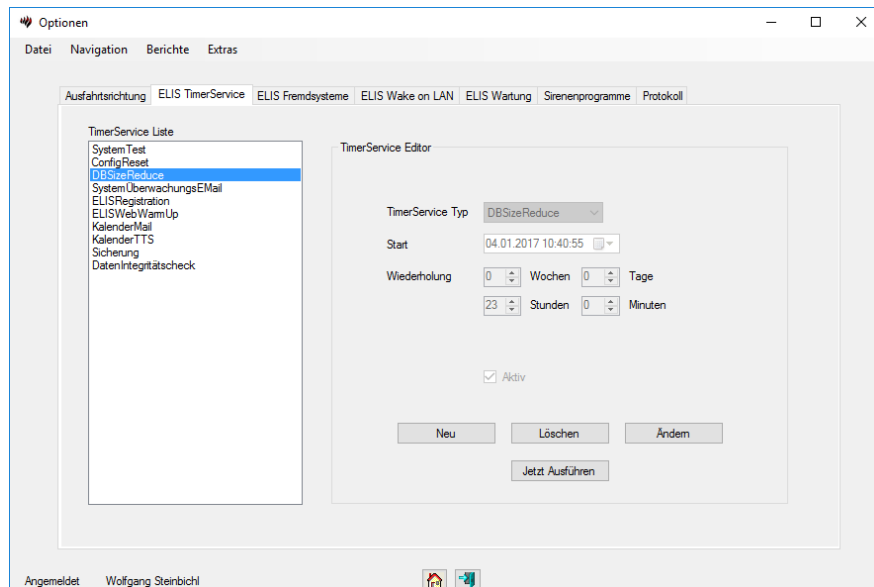 Optionen
Datei Navigation Berichte Extras
Ausfahrtsrichtung ELIS TimerService ELIS Fremdsysteme ELIS Wake on LAN ELIS Wartung Sirenenprogramme Protokoll
TimerService Liste
SystemTest
ConfigReset
DBSizeReduce
SystemÜberwachungsEMail
ELISRegistration
ELISWebWarmUp
KalenderMail
KalenderTTS
Sicherung
DatenIntegritätscheck
TimerService Editor
TimerService Typ DBSizeReduce
Start 04.01.2017 10:40:55
Wiederholung 0 Wochen 0 Tage
23 Stunden 0 Minuten
Aktiv
Neu Löschen Ändern
Jetzt Ausführen
Angemeldet Wolfgang Steinbichl